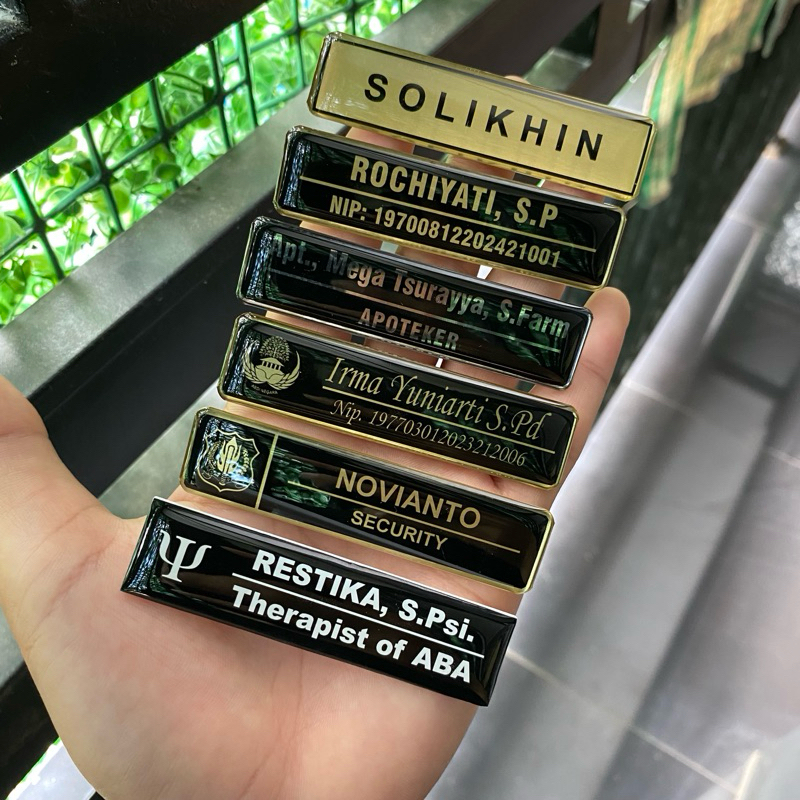 SOLIKHIN
ROCHIYATI, S.P
NIP: 19700812202421001
Apt., Mega Tsurayya, S.Farm
APOTEKER
Irma Yuniarti S.Pd
Nip. 197703012023212006
NOVIANTO
SECURITY
Ψ
RESTIKA, S.Psi.
Therapist of ABA